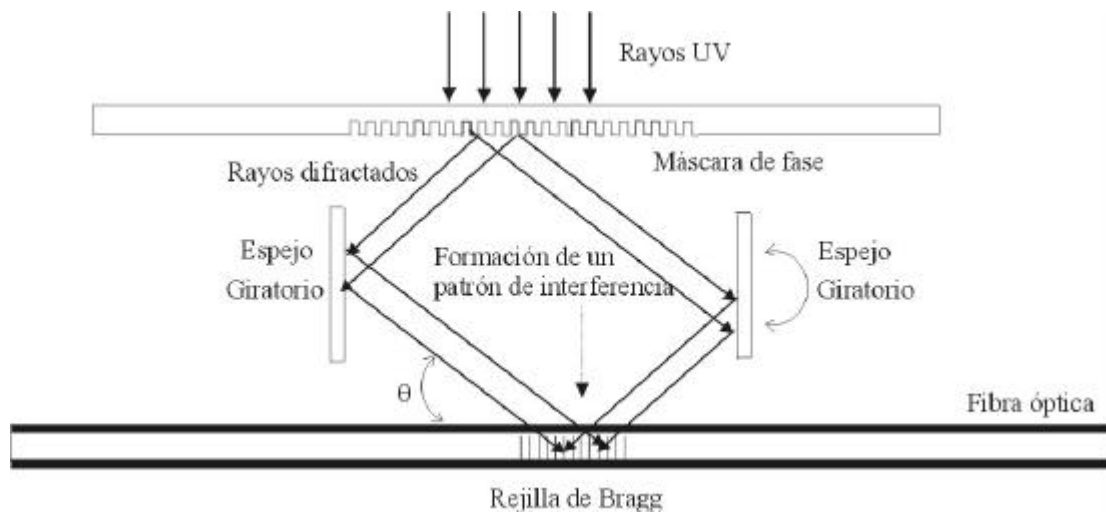 Rayos UV
Máscara de fase
Rayos difractados
Espejo
Giratorio
Formación de un
patrón de interferencia
Espejo
Giratorio
θ
Fibra óptica
Rejilla de Bragg